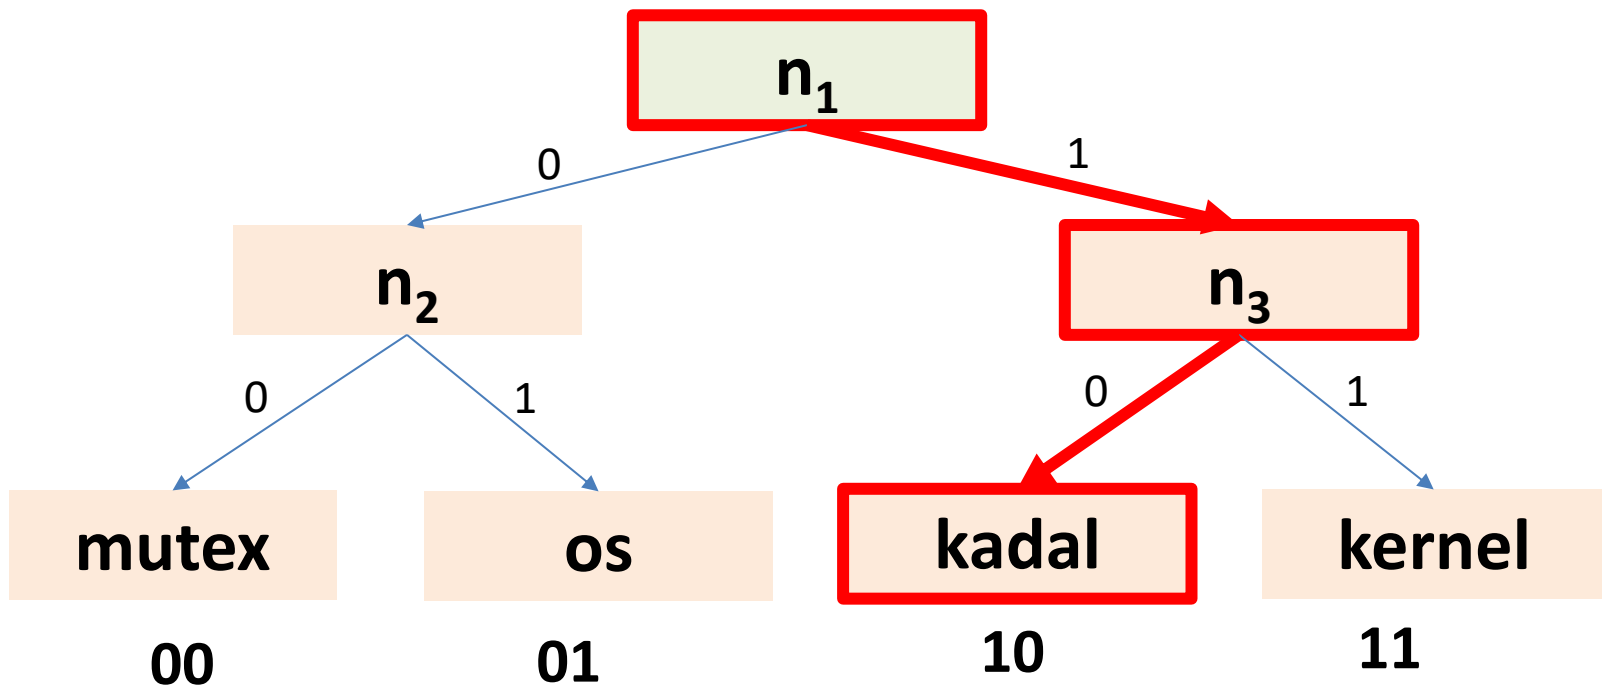 n1
0 1
n2 n3
0 1 0 1
mutex os kadal kernel
00 01 10 11